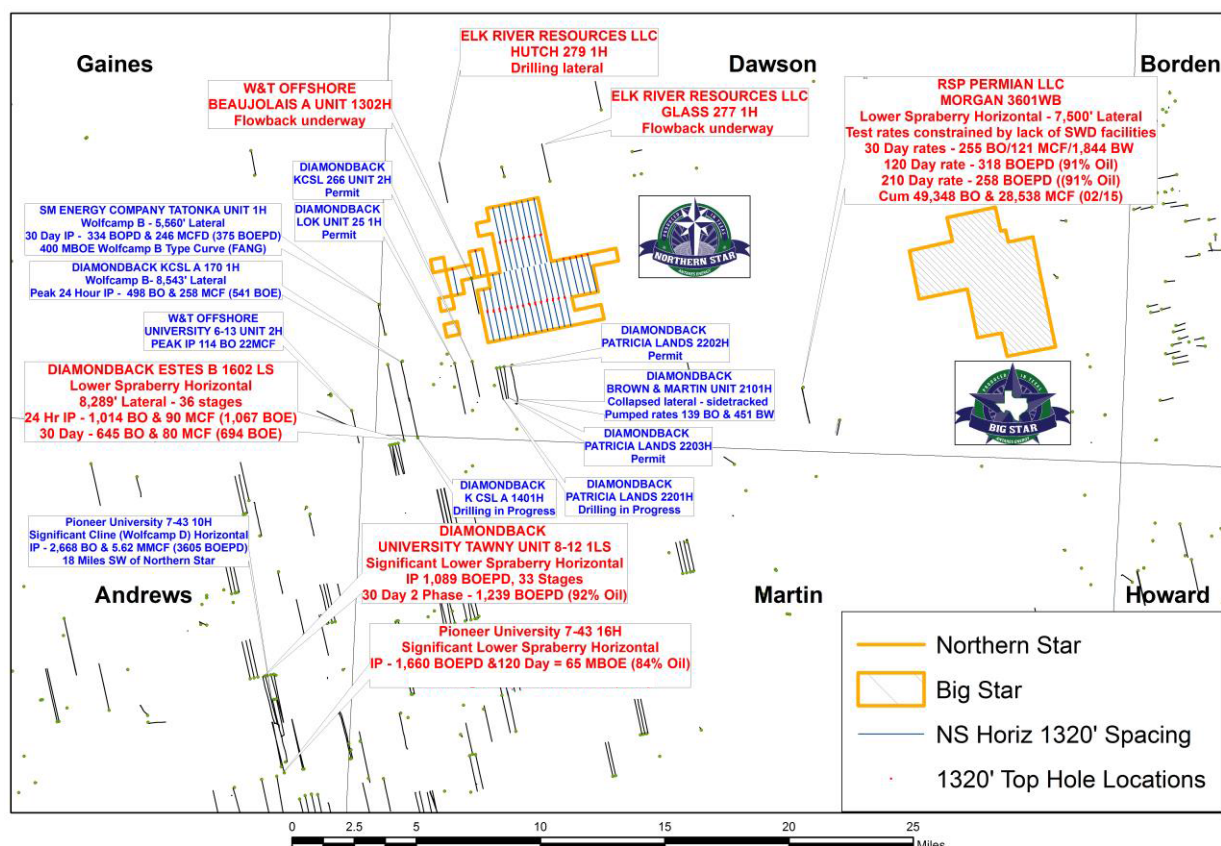 Gaines
Dawson
Borden
Andrews
Martin
Howard
ELK RIVER RESOURCES LLC
HUTCH 279 1H
Drilling lateral
W&T OFFSHORE
BEAUJOLAIS A UNIT 1302H
Flowback underway
ELK RIVER RESOURCES LLC
GLASS 277 1H
Flowback underway
RSP PERMIAN LLC
MORGAN 3601WB
Lower Spraberry Horizontal - 7,500' Lateral
Test rates constrained by lack of SWD facilities
30 Day rates - 255 BO/121 MCF/1,844 BW
120 Day rate - 318 BOEPD (91% Oil)
210 Day rate - 258 BOEPD ((91% Oil)
Cum 49,348 BO & 28,538 MCF (02/15)
DIAMONDBACK
KCSL 266 UNIT 2H
Permit
DIAMONDBACK
LOK UNIT 25 1H
Permit
SM ENERGY COMPANY TATONKA UNIT 1H
Wolfcamp B - 5,560' Lateral
30 Day IP - 334 BOPD & 246 MCFD (375 BOEPD)
400 MBOE Wolfcamp B Type Curve (FANG)
DIAMONDBACK KCSL A 170 1H
Wolfcamp B- 8,543' Lateral
Peak 24 Hour IP - 498 BO & 258 MCF (541 BOE)
W&T OFFSHORE
UNIVERSITY 6-13 UNIT 2H
PEAK IP 114 BO 22MCF
DIAMONDBACK ESTES B 1602 LS
Lower Spraberry Horizontal
8,289' Lateral - 36 stages
24 Hr IP - 1,014 BO & 90 MCF (1,067 BOE)
30 Day - 645 BO & 80 MCF (694 BOE)
NORTHERN STAR
DIAMONDBACK
PATRICIA LANDS 2202H
Permit
DIAMONDBACK
BROWN & MARTIN UNIT 2101H
Collapsed lateral - sidetracked
Pumped rates 139 BO & 451 BW
DIAMONDBACK
PATRICIA LANDS 2203H
Permit
BIG STAR
DIAMONDBACK
K CSL A 1401H
Drilling in Progress
DIAMONDBACK
PATRICIA LANDS 2201H
Drilling in Progress
Pioneer University 7-43 10H
Significant Cline (Wolfcamp D) Horizontal
IP - 2,668 BO & 5.62 MMCF (3605 BOEPD)
18 Miles SW of Northern Star
DIAMONDBACK
UNIVERSITY TAWNY UNIT 8-12 1LS
Significant Lower Spraberry Horizontal
IP 1,089 BOEPD, 33 Stages
30 Day 2 Phase - 1,239 BOEPD (92% Oil)
Pioneer University 7-43 16H
Significant Lower Spraberry Horizontal
IP - 1,660 BOEPD &120 Day = 65 MBOE (84% Oil)
Northern Star
Big Star
NS Horiz 1320' Spacing
1320' Top Hole Locations
0 2.5 5 10 15 20 25
Miles